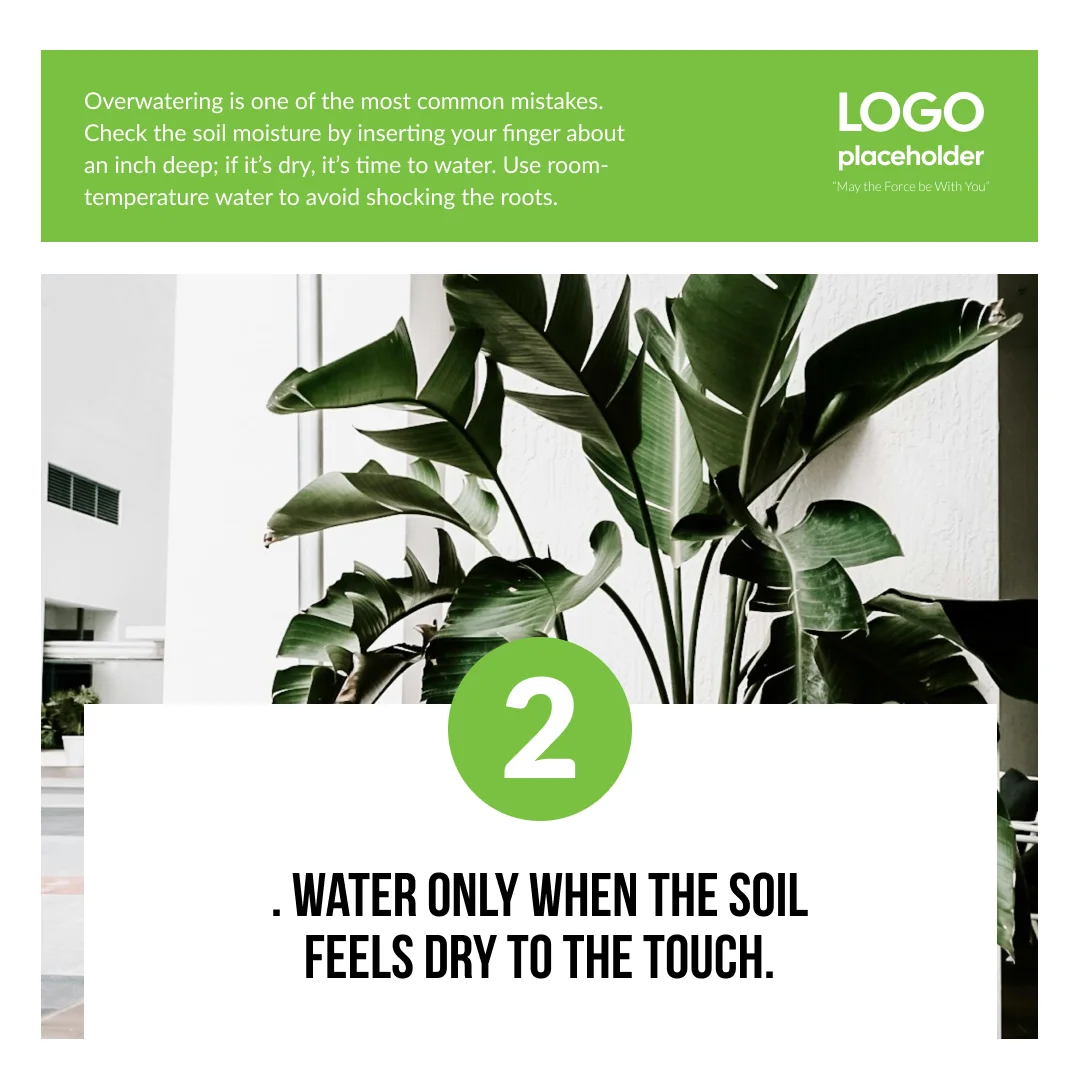 Overwatering is one of the most common mistakes.
Check the soil moisture by inserting your finger about
an inch deep; if it’s dry, it’s time to water. Use room-
temperature water to avoid shocking the roots.
LOGO
placeholder
“May the Force be With You”
2
. WATER ONLY WHEN THE SOIL
FEELS DRY TO THE TOUCH.